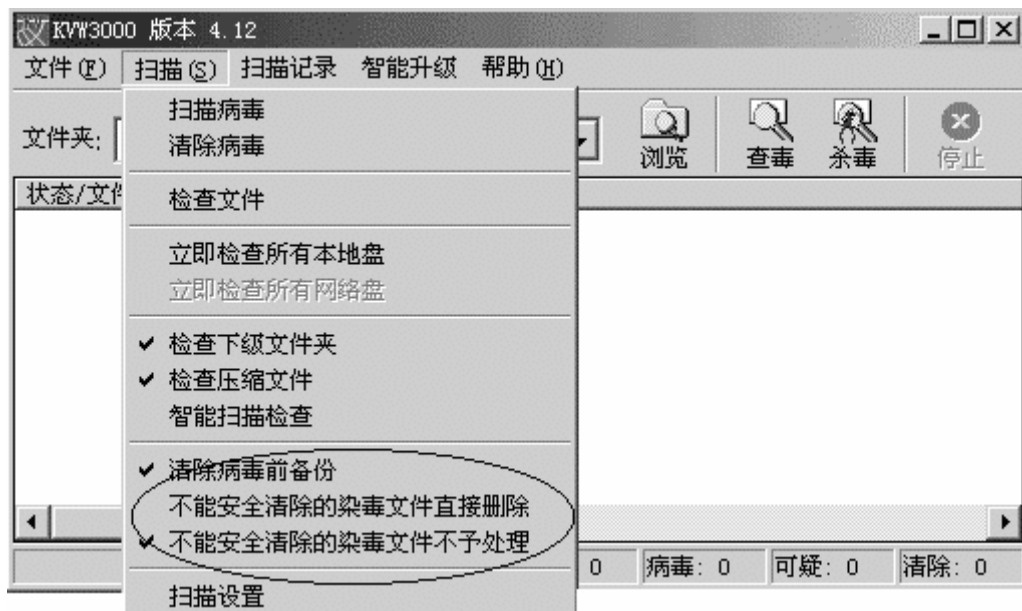 KVW3000 版本 4.12
文件(F) 扫描(S) 扫描记录 智能升级 帮助(H)
扫描病毒
清除病毒
文件夹:
浏览 查毒 杀毒 停止
状态/文件
检查文件
立即检查所有本地盘
立即检查所有网络盘
检查下级文件夹
检查压缩文件
智能扫描检查
清除病毒前备份
不能安全清除的染毒文件直接删除
不能安全清除的染毒文件不予处理
0 病毒: 0 可疑: 0 清除: 0
扫描设置